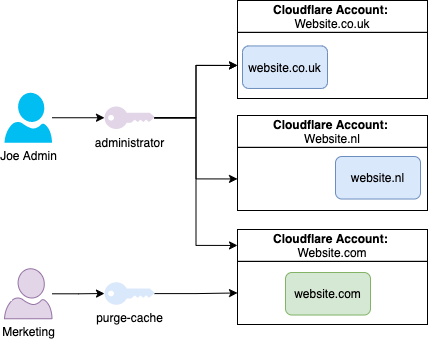 Cloudflare Account:
Website.co.uk
website.co.uk
Joe Admin
administrator
Cloudflare Account:
Website.nl
website.nl
Cloudflare Account:
Website.com
website.com
Merketing
purge-cache